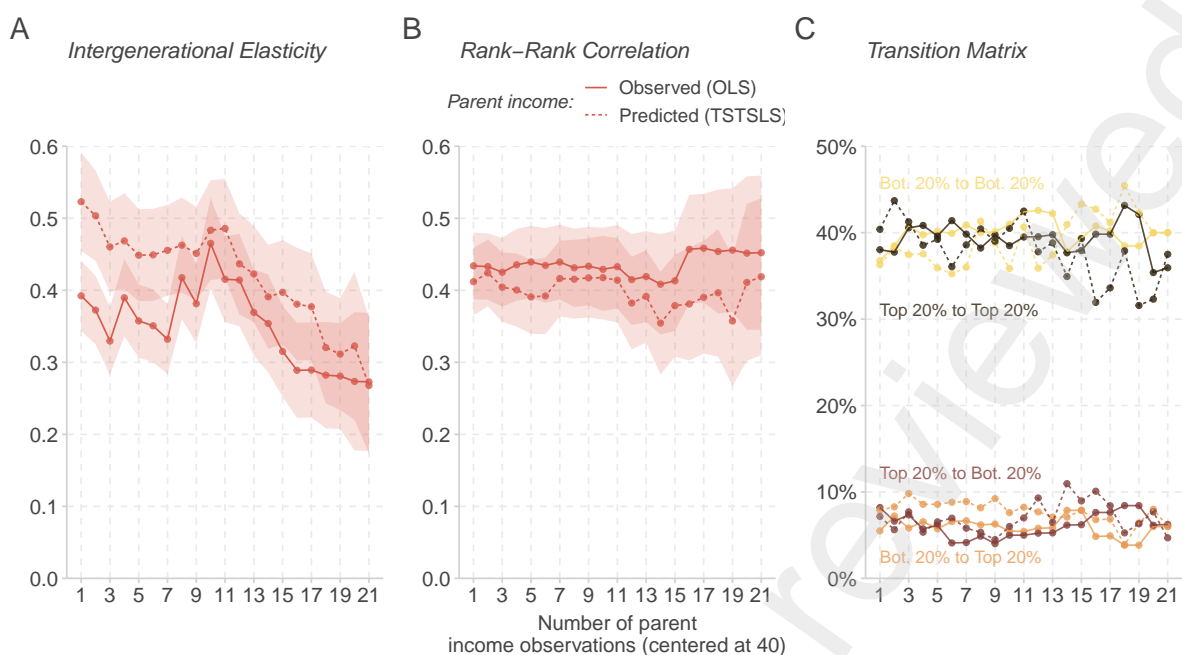 A
Intergenerational Elasticity
0.6
0.5
0.4
0.3
0.2
0.1
0.0
1 3 5 7 9 11 13 15 17 19 21
B
Rank−Rank Correlation
Parent income:
Observed (OLS)
Predicted (TSTSLS)
0.6
0.5
0.4
0.3
0.2
0.1
0.0
1 3 5 7 9 11 13 15 17 19 21
Number of parent
income observations (centered at 40)
C
Transition Matrix
50%
40%
30%
20%
10%
0%
Bot. 20% to Bot. 20%
Top 20% to Top 20%
Top 20% to Bot. 20%
Bot. 20% to Top 20%
1 3 5 7 9 11 13 15 17 19 21
reviewed